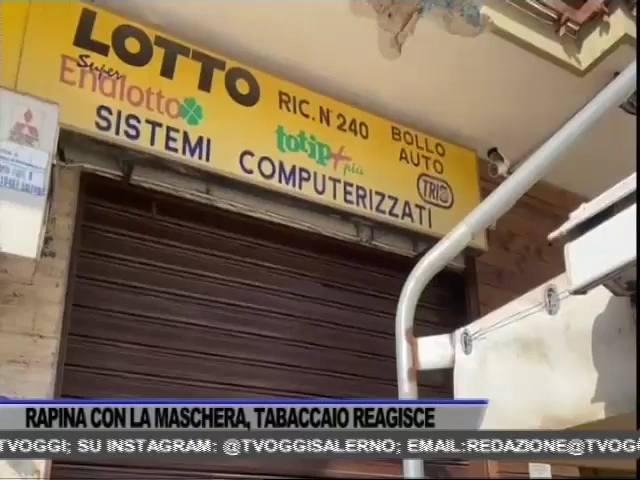 LOTTO
Super
Enalotto
SISTEMI
RIC. N° 240
BOLLO
AUTO
totip+
più
COMPUTERIZZATI
TRIS
RAPINA CON LA MASCHERA, TABACCAIO REAGISCE
TVOGGI; SU INSTAGRAM: @TVOGGISALERNO; EMAIL:REDAZIONE@TVOGG